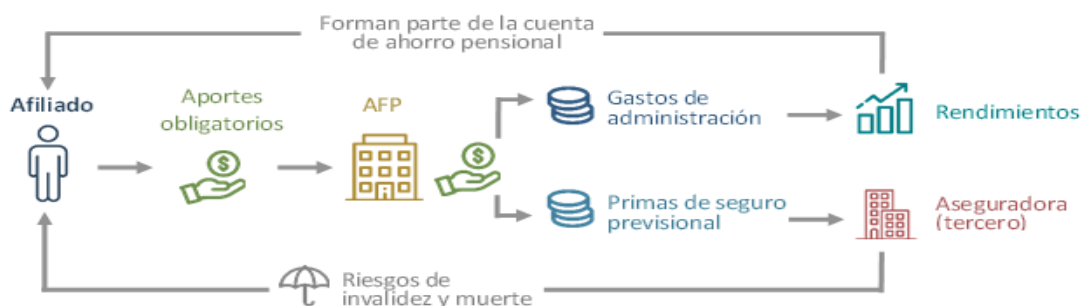 Forman parte de la cuenta
de ahorro pensional
Afiliado
Aportes
obligatorios
AFP
Gastos de
administración
Rendimientos
Primas de seguro
previsional
Aseguradora
(tercero)
Riesgos de
invalidez y muerte